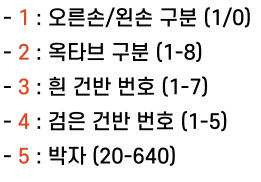 - 1 : 오른손/왼손 구분 (1/0)
- 2 : 옥타브 구분 (1-8)
- 3 : 흰 건반 번호 (1-7)
- 4 : 검은 건반 번호 (1-5)
- 5 : 박자 (20-640)